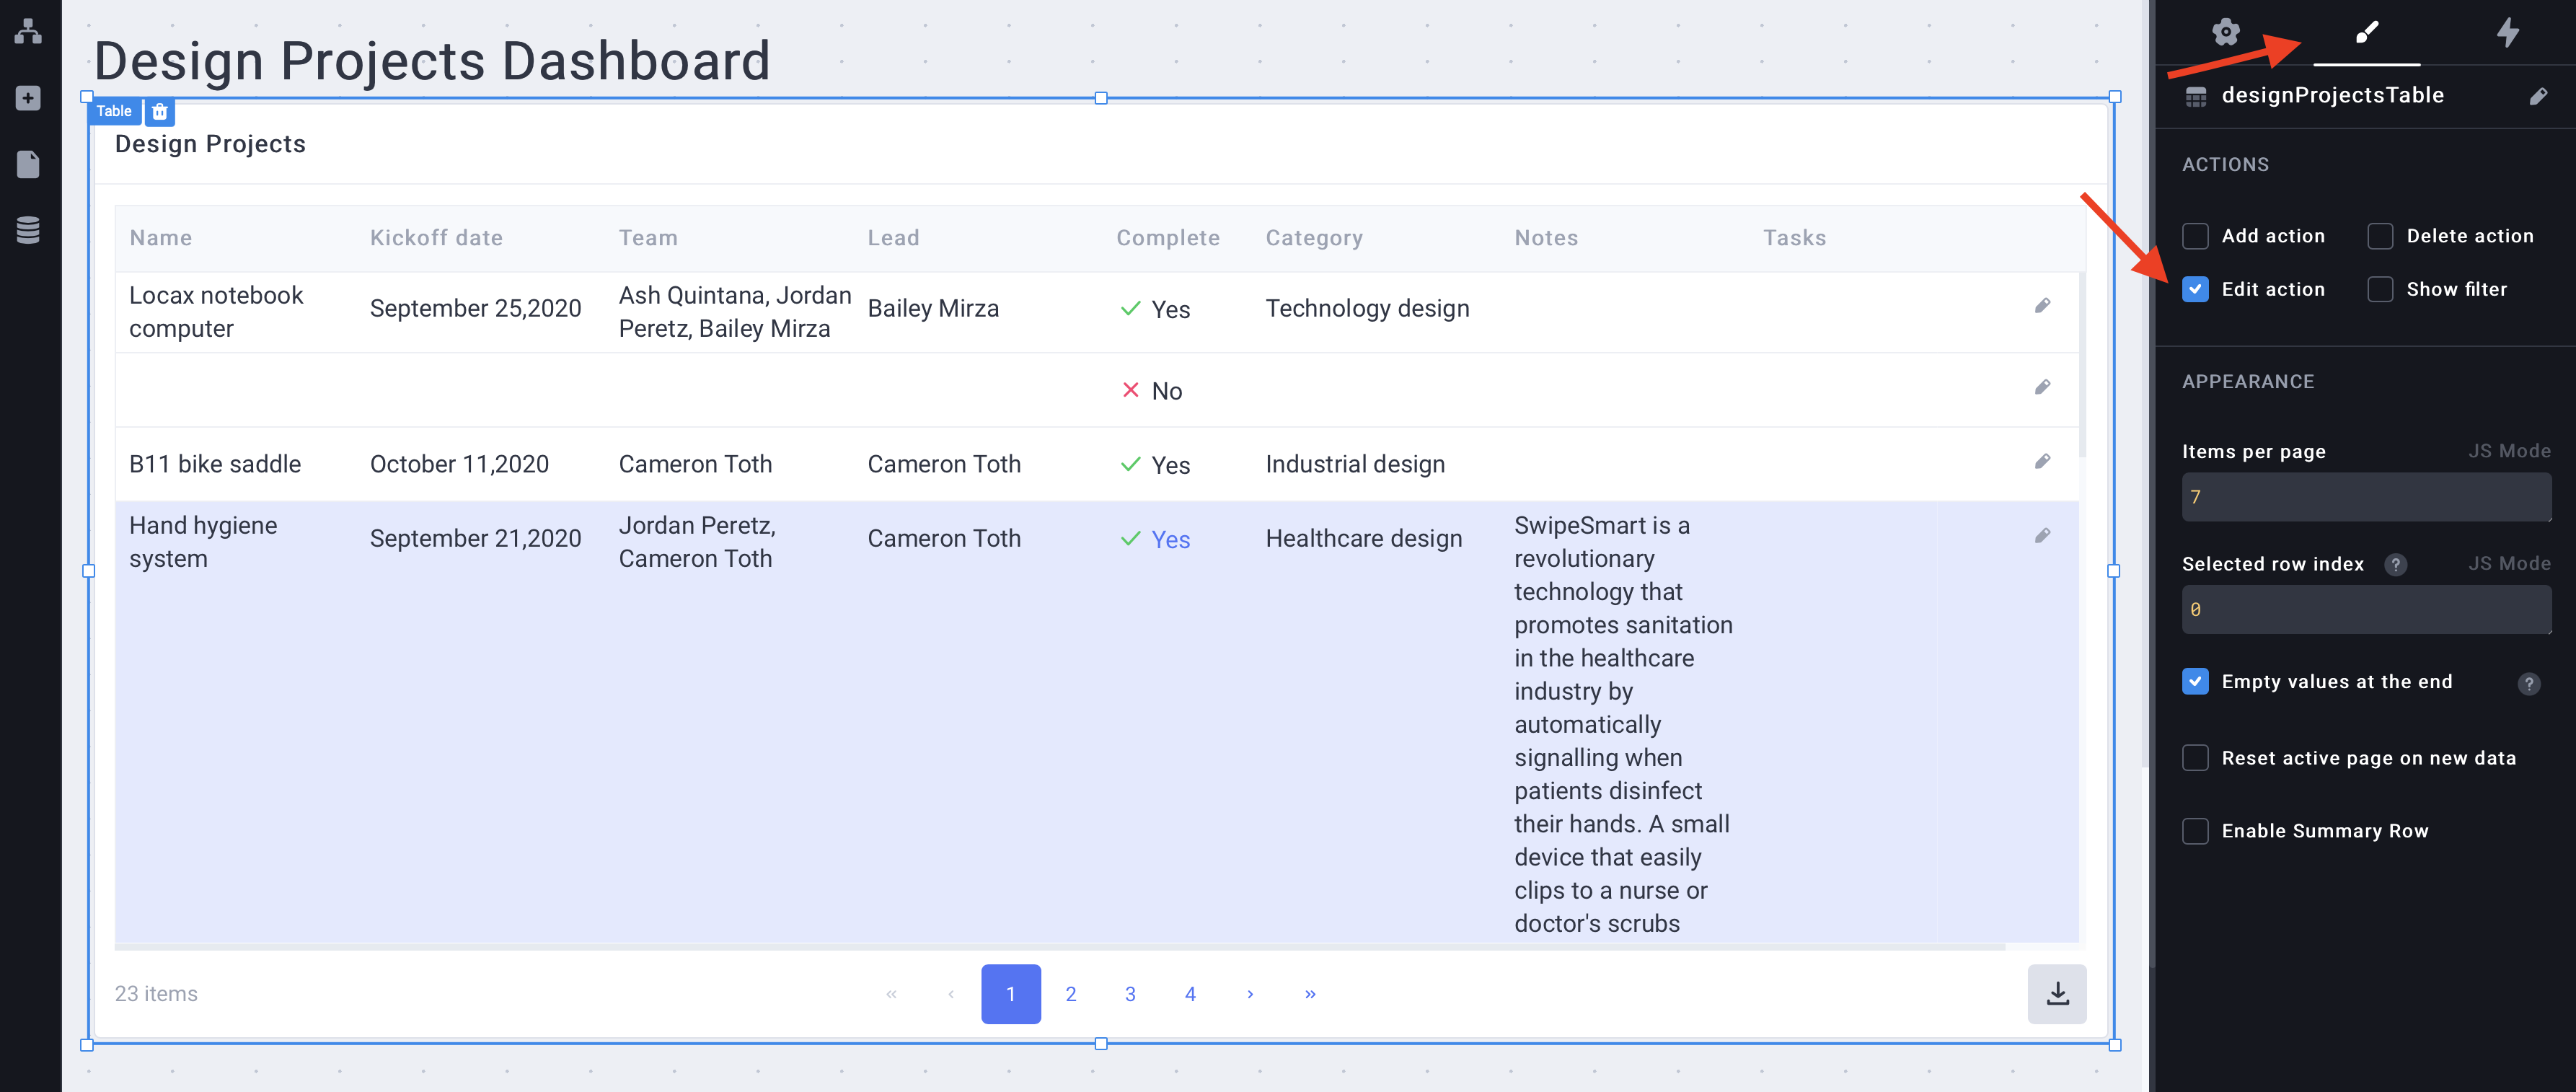 Design Projects Dashboard
Table
Design Projects
Name Kickoff date Team Lead Complete Category Notes Tasks
Locax notebook
computer
September 25,2020
Ash Quintana, Jordan
Peretz, Bailey Mirza
Bailey Mirza
Yes
Technology design
No
B11 bike saddle
October 11,2020
Cameron Toth
Cameron Toth
Yes
Industrial design
Hand hygiene
system
September 21,2020
Jordan Peretz,
Cameron Toth
Cameron Toth
Yes
Healthcare design
SwipeSmart is a
revolutionary
technology that
promotes sanitation
in the healthcare
industry by
automatically
signalling when
patients disinfect
their hands. A small
device that easily
clips to a nurse or
doctor's scrubs
23 items
« ‹ 1 2 3 4 › »
designProjectsTable
ACTIONS
Add action Delete action
Edit action Show filter
APPEARANCE
Items per page JS Mode
7
Selected row index ? JS Mode
0
Empty values at the end ?
Reset active page on new data
Enable Summary Row